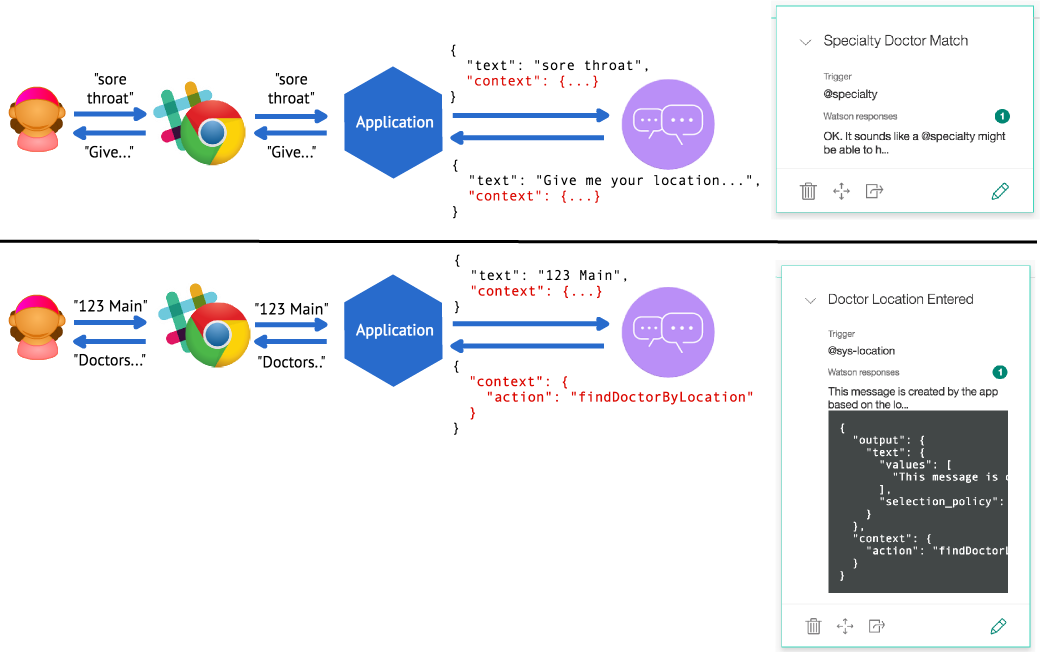 "sore
throat"
"Give..."
"sore
throat"
"Give..."
Application
{
"text": "sore throat",
"context": {...}
}
{
"text": "Give me your location...",
"context": {...}
}
Specialty Doctor Match
Trigger
@specialty
Watson responses
1
OK. It sounds like a @specialty might
be able to h...
"123 Main"
"Doctors..."
"123 Main"
"Doctors.."
Application
{
"text": "123 Main",
"context": {...}
}
{
"context": {
"action": "findDoctorByLocation"
}
}
Doctor Location Entered
Trigger
@sys-location
Watson responses
1
This message is created by the app
based on the lo...
{
"output": {
"text": {
"values": [
"This message is
],
"selection_policy":
}
},
"context": {
"action": "findDoctor
}
}